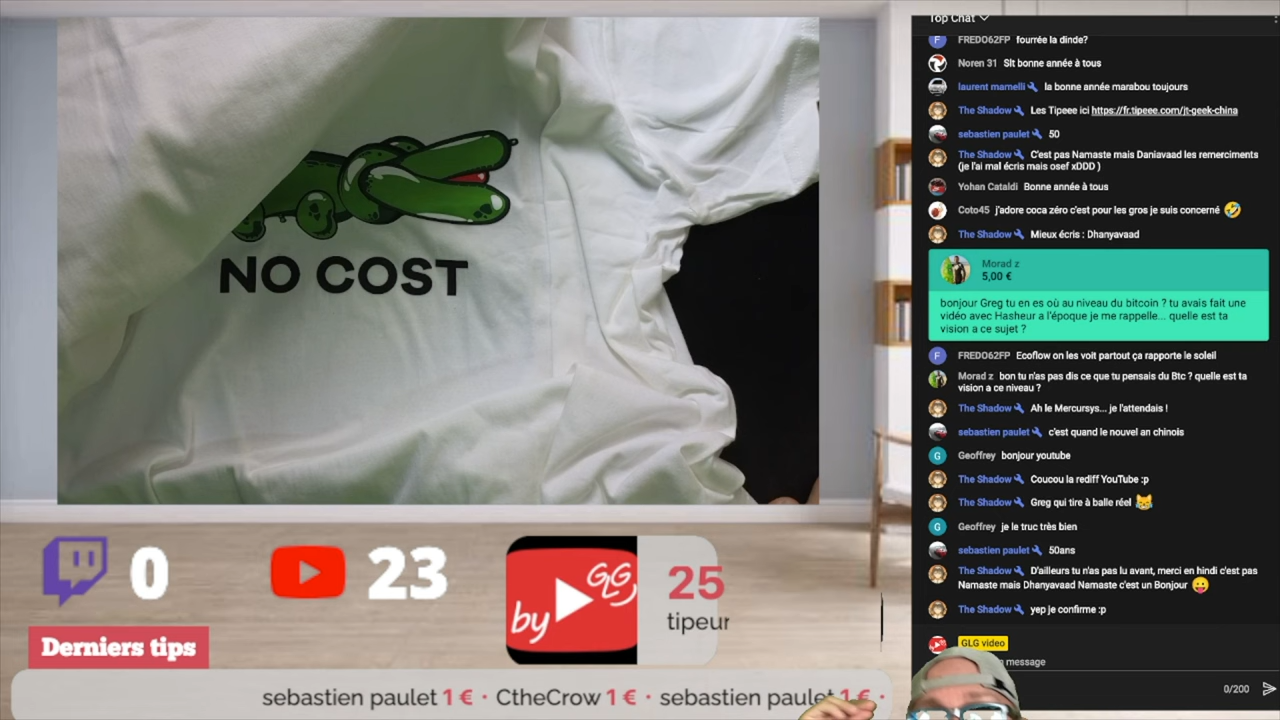 NO COST
0
23
by GLG
25
tipeur
Derniers tips
sebastien paulet 1 € · CtheCrow 1 € · sebastien paulet 1 € ·
Top Chat
F FREDO62FP fourrée la dinde?
Noren 31 Slt bonne année à tous
laurent mamelli la bonne année marabou toujours
The Shadow Les Tipeee ici https://fr.tipeee.com/jt-geek-china
sebastien paulet 50
The Shadow C'est pas Namaste mais Daniavaad les remerciments
(je l'ai mal écris mais osef xDDD )
Yohan Cataldi Bonne année à tous
Coto45 j'adore coca zéro c'est pour les gros je suis concerné 🤣
The Shadow Mieux écris : Dhanyavaad
Morad z
5,00 €
bonjour Greg tu en es où au niveau du bitcoin ? tu avais fait une
vidéo avec Hasheur a l'époque je me rappelle... quelle est ta
vision a ce sujet ?
F FREDO62FP Ecoflow on les voit partout ça rapporte le soleil
Morad z bon tu n'as pas dis ce que tu pensais du Btc ? quelle est ta
vision a ce niveau ?
The Shadow Ah le Mercursys... je l'attendais !
sebastien paulet c'est quand le nouvel an chinois
G Geoffrey bonjour youtube
The Shadow Coucou la rediff YouTube :p
The Shadow Greg qui tire à balle réel 😹
G Geoffrey je le truc très bien
sebastien paulet 50ans
The Shadow D'ailleurs tu n'as pas lu avant, merci en hindi c'est pas
Namaste mais Dhanyavaad Namaste c'est un Bonjour 😛
The Shadow yep je confirme :p
GLG video
message
0/200